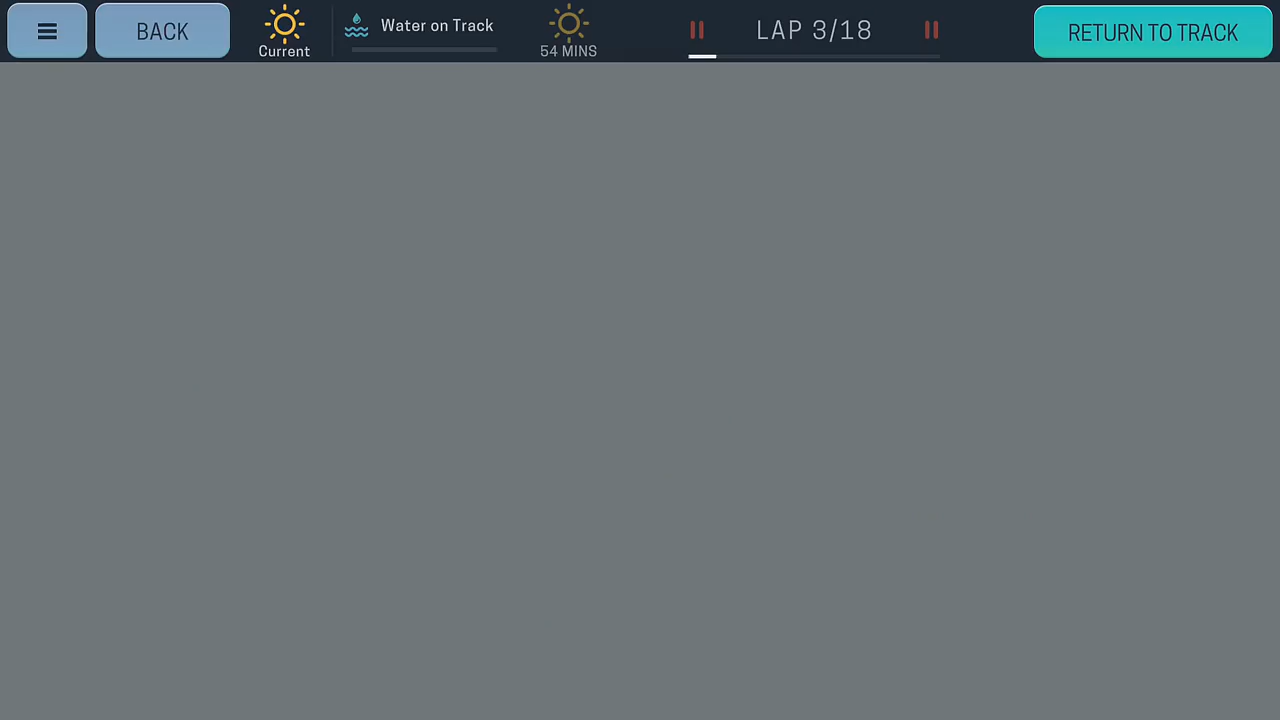 BACK
Current
Water on Track
54 MINS
LAP 3/18
RETURN TO TRACK